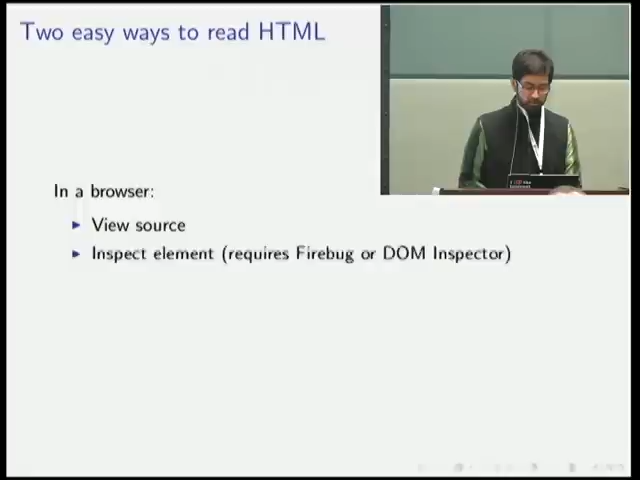 Two easy ways to read HTML
In a browser:
View source
Inspect element (requires Firebug or DOM Inspector)